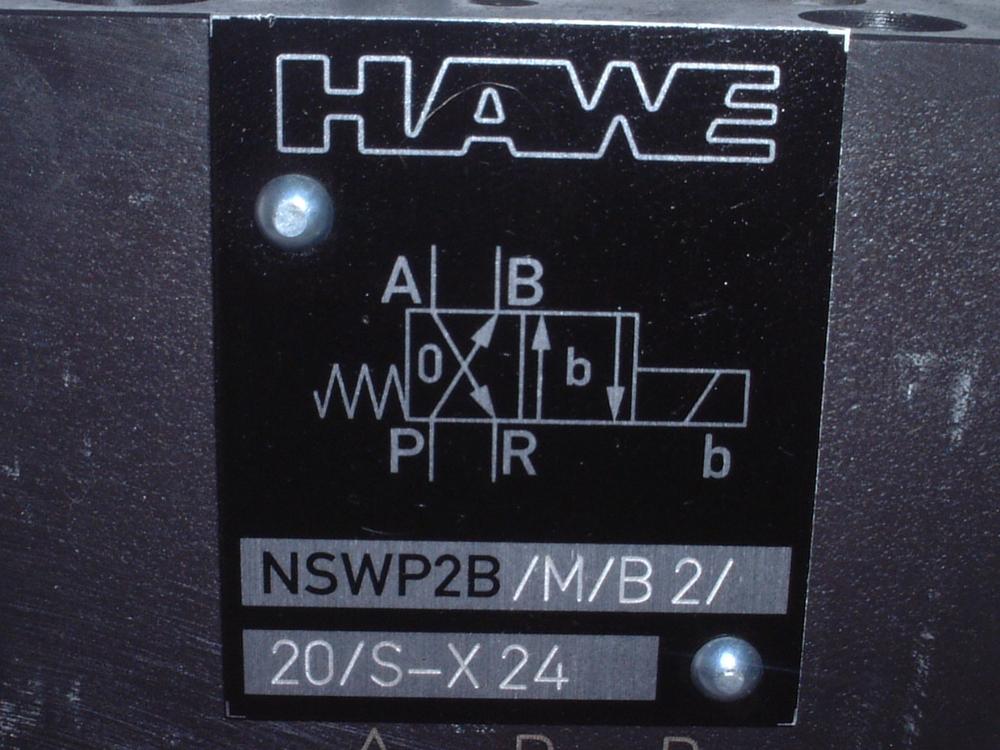 HAWE
A B
0 b
P R b
NSWP2B/M/B 2/
20/S-X 24